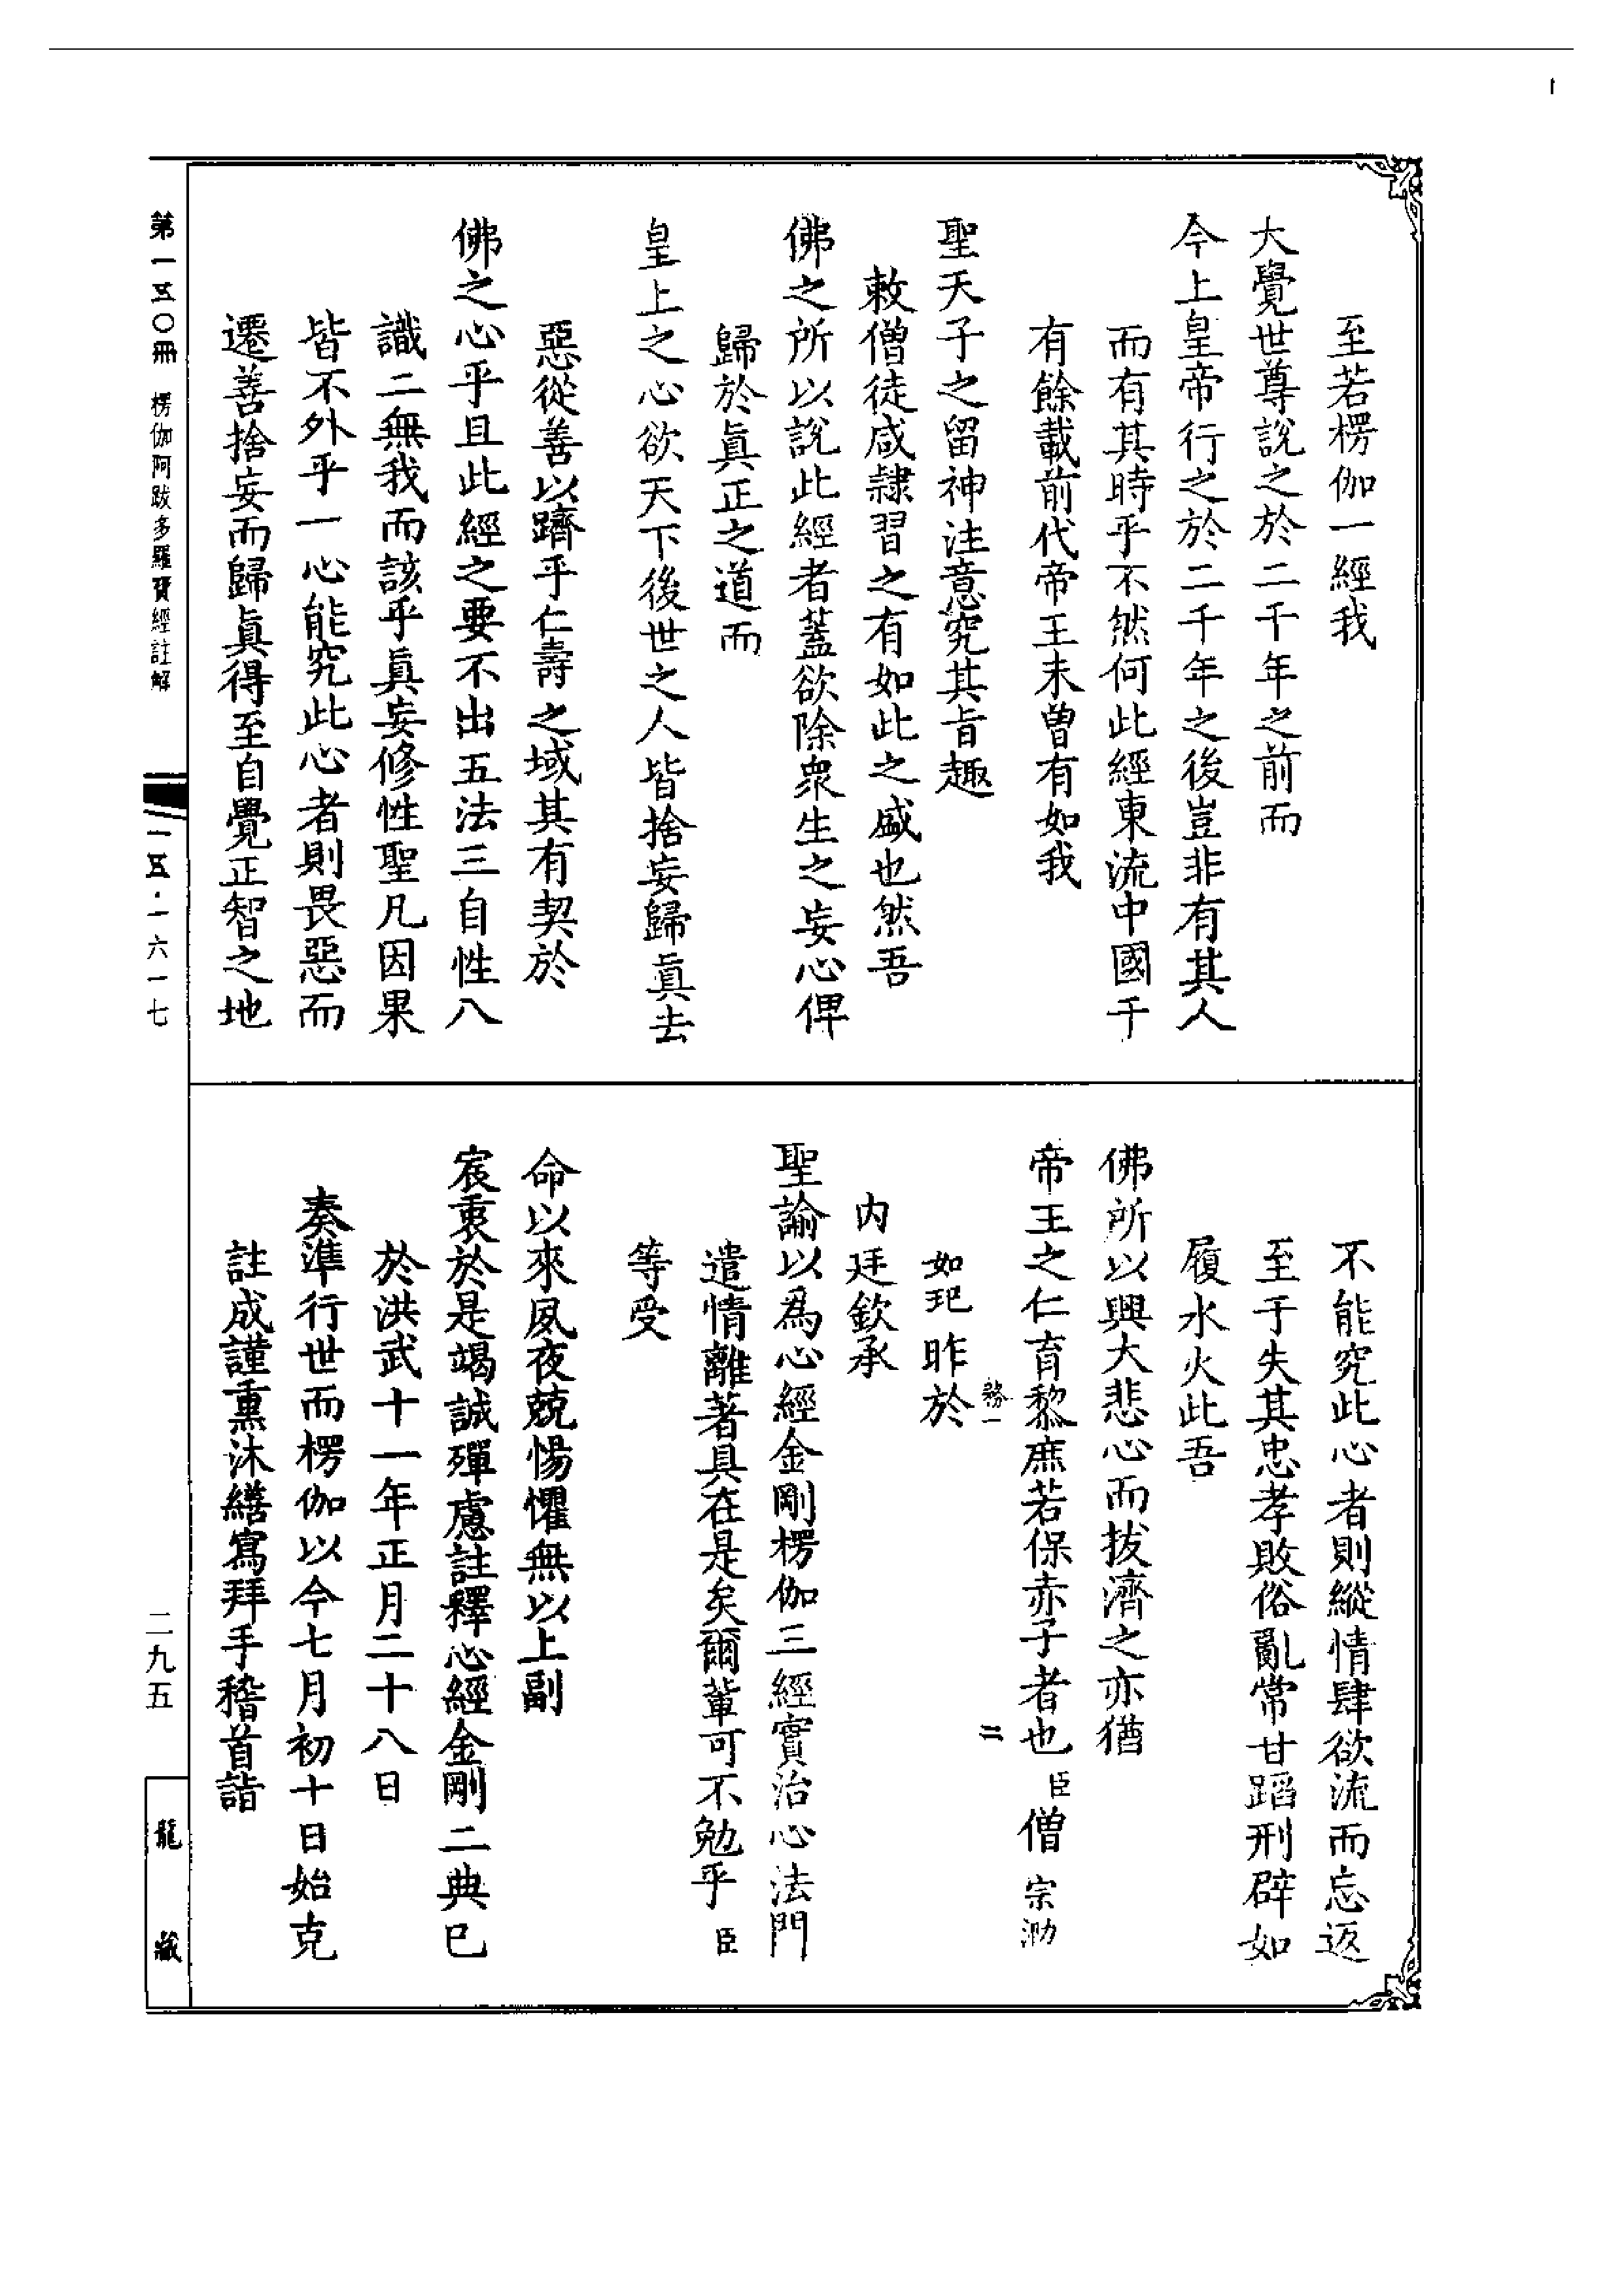 至若楞伽一經我
大覺世尊說之於二千年之前而
今上皇帝行之於二千年之後豈非有其人
而有其時乎不然何此經東流中國千
有餘載前代帝王未曾有如我
聖天子之留神注意究其旨趣
敕僧徒咸隸習之有如此之盛也然吾
佛之所以說此經者蓋欲除衆生之妄心俾
歸於眞正之道而
皇上之心欲天下後世之人皆捨妄歸眞去
惡從善以躋乎仁壽之域其有契於
佛之心乎且此經之要不出五法三自性八
識二無我而該乎眞妄修性聖凡因果
皆不外乎一心能究此心者則畏惡而
遷善捨妄而歸眞得至自覺正智之地
不能究此心者則縱情肆欲流而忘返
至于失其忠孝敗俗亂常甘蹈刑辟如
履水火此吾
佛所以興大悲心而拔濟之亦猶
帝王之仁育黎庶若保赤子者也臣僧宗泐
二
如玘昨於
内廷欽承
聖諭以爲心經金剛楞伽三經實治心法門
遣情離著具在是矣爾輩可不勉乎臣
等受
命以來夙夜兢惕懼無以上副
宸衷於是竭誠殫慮註釋心經金剛二典已
於洪武十一年正月二十八日
奏準行世而楞伽以今七月初十日始克
註成謹熏沐繕寫拜手稽首詣
第一五〇冊 楞伽阿跋多羅寶經註解
一五·一六一七
二九五
龍藏